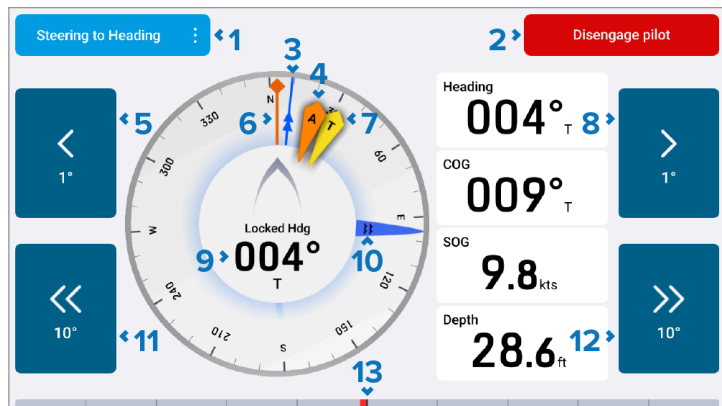 Steering to Heading
1
2
Disengage pilot
3
4
5
6
7
8
N
A
T
330
60
300
E
W
120
240
150
210
S
1°
1°
Heading
004° T
COG
009° T
SOG
9.8 kts
Depth
28.6 ft
Locked Hdg
9
004°
T
10
10°
11
12
10°
13